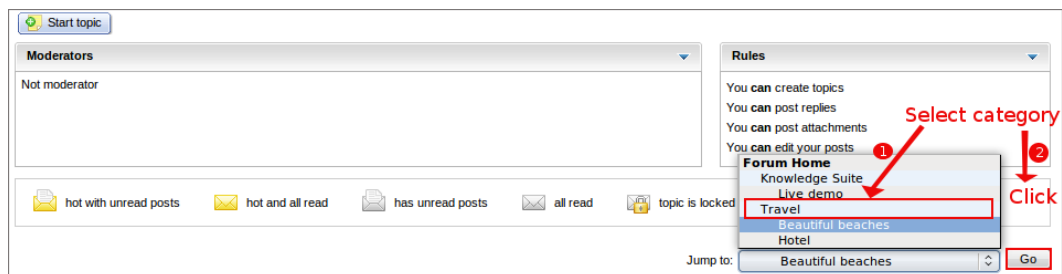 Start topic
Moderators
Not moderator
Rules
You can create topics
You can post replies
You can post attachments
You can edit your posts
Select category
1
2
Click
Forum Home
Knowledge Suite
Live demo
Travel
Beautiful beaches
Hotel
hot with unread posts
hot and all read
has unread posts
all read
topic is locked
Jump to: Beautiful beaches Go